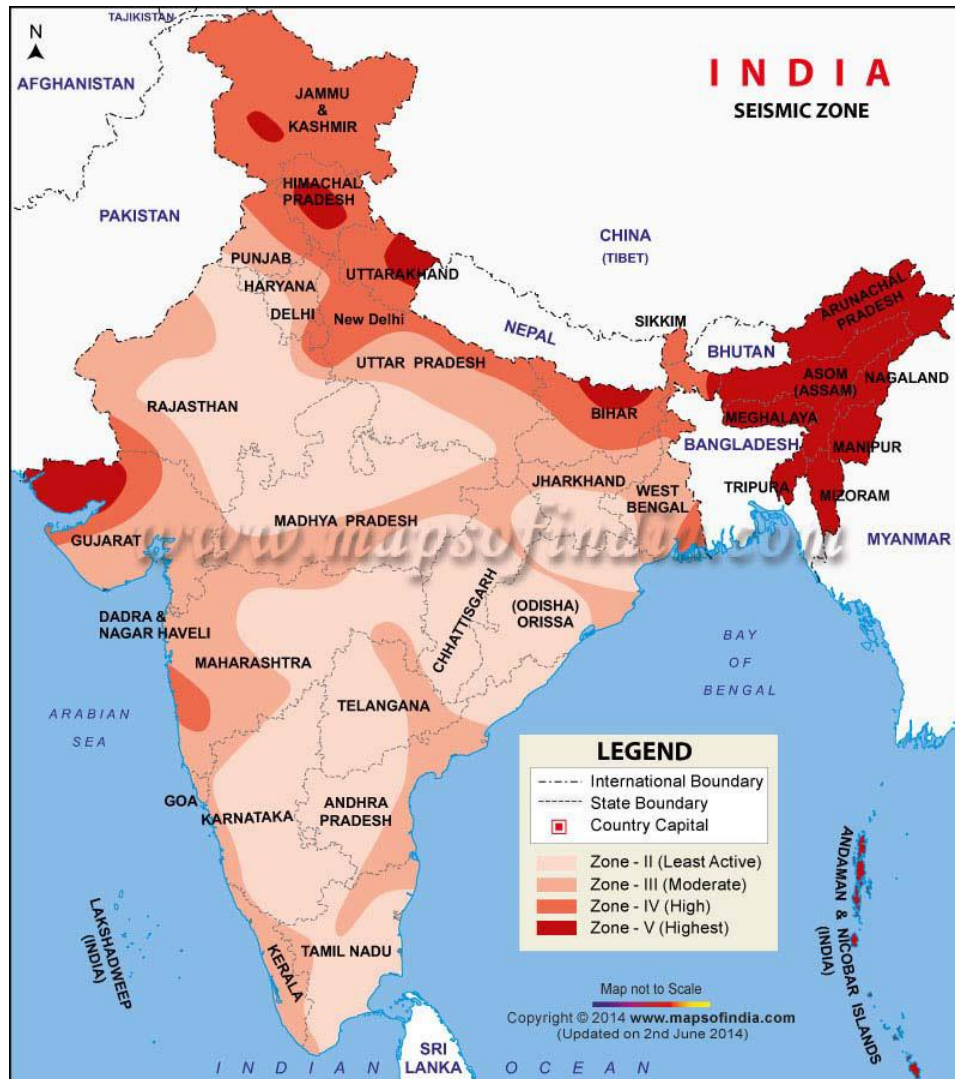 TAJIKISTAN
N
AFGHANISTAN
INDIA
SEISMIC ZONE
JAMMU
&
KASHMIR
HIMACHAL
PRADESH
PAKISTAN
CHINA
(TIBET)
PUNJAB
UTTARAKHAND
HARYANA
DELHI
New Delhi
NEPAL
SIKKIM
BHUTAN
ARUNACHAL
PRADESH
UTTAR PRADESH
ASOM
(ASSAM)
NAGALAND
RAJASTHAN
BIHAR
MEGHALAYA
BANGLADESH
MANIPUR
JHARKHAND
WEST
BENGAL
TRIPURA
MIZORAM
MADHYA PRADESH
GUJARAT
www.mapsofindia.com
MYANMAR
CHHATTISGARH
(ODISHA)
ORISSA
DADRA &
NAGAR HAVELI
BAY
OF
BENGAL
MAHARASHTRA
TELANGANA
ARABIAN
SEA
GOA
KARNATAKA
ANDHRA
PRADESH
LEGEND
International Boundary
State Boundary
Country Capital
Zone - II (Least Active)
Zone - III (Moderate)
Zone - IV (High)
Zone - V (Highest)
LAKSHADWEEP
(INDIA)
KERALA
TAMIL NADU
ANDAMAN & NICOBAR ISLANDS
(INDIA)
Map not to Scale
Copyright © 2014 www.mapsofindia.com
(Updated on 2nd June 2014)
SRI
LANKA
INDIAN OCEAN